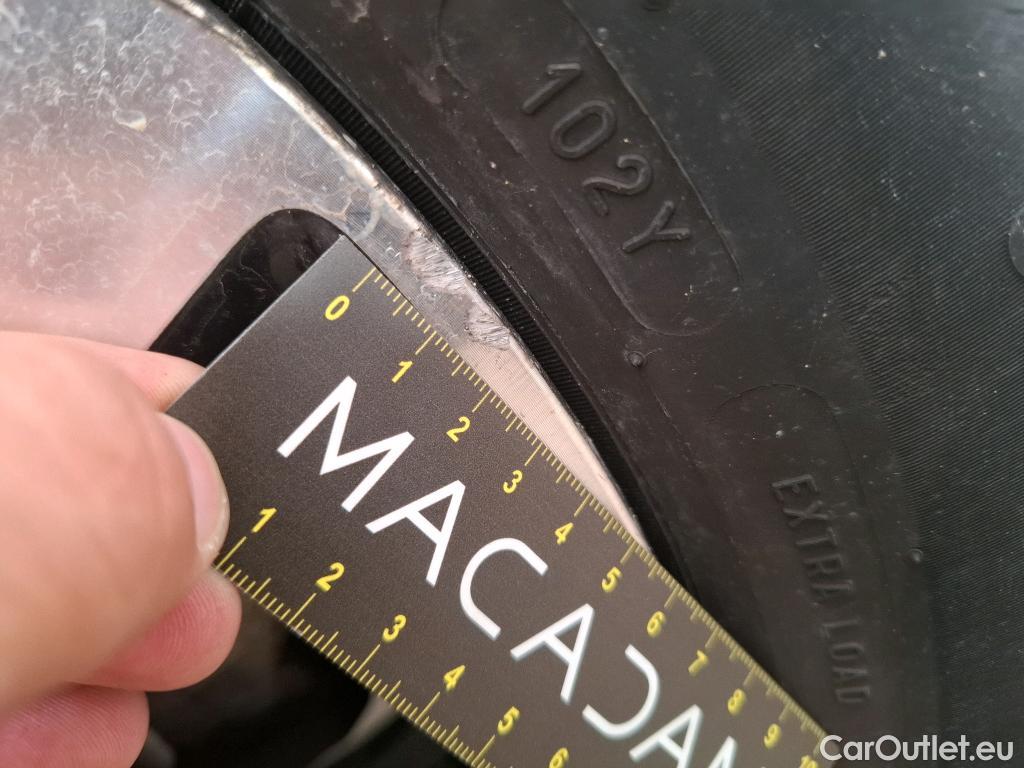 102Y
EXTRA LOAD
0 1 2 3 4 5 6 7 8 9 10
MACADAM
1 2 3 4 5 6
CarOutlet.eu